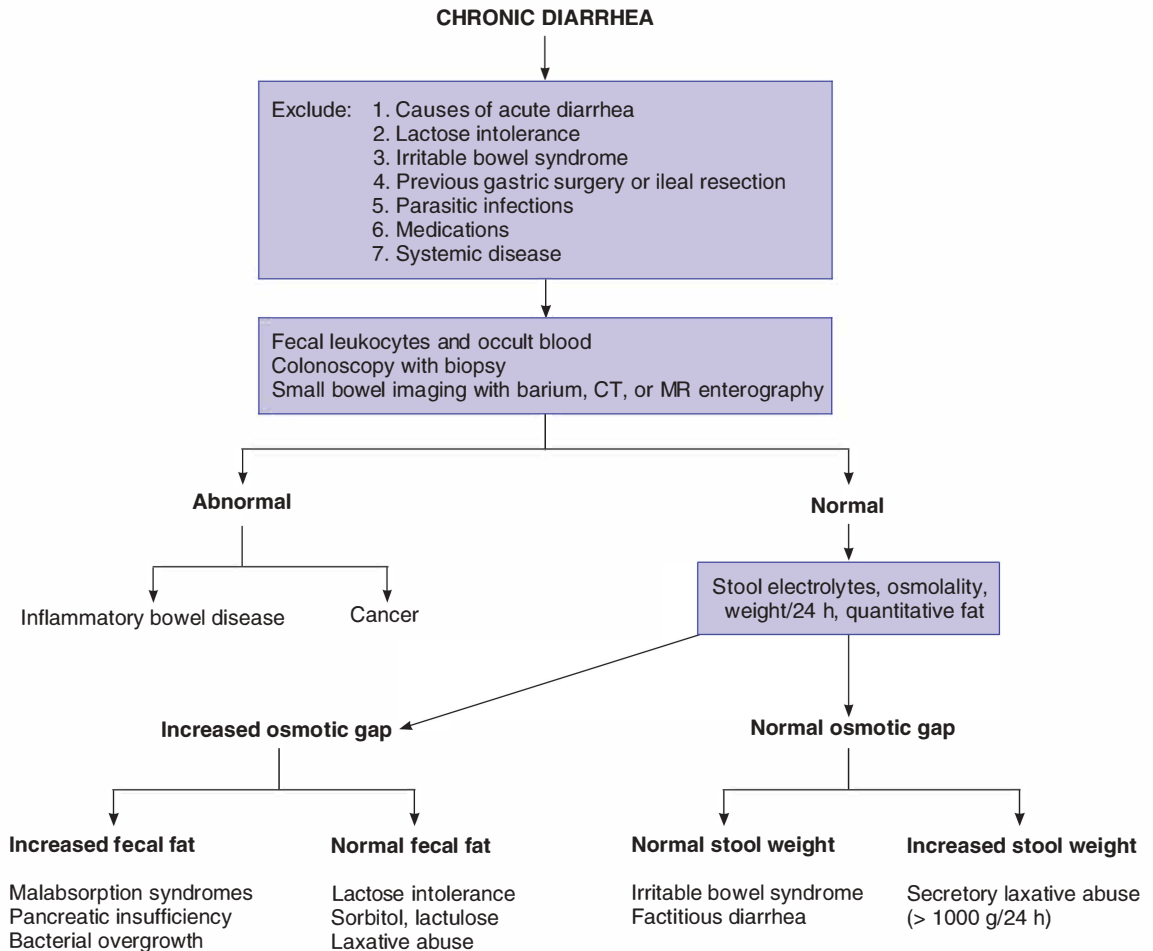 CHRONIC DIARRHEA
Exclude: 1. Causes of acute diarrhea
2. Lactose intolerance
3. Irritable bowel syndrome
4. Previous gastric surgery or ileal resection
5. Parasitic infections
6. Medications
7. Systemic disease
Fecal leukocytes and occult blood
Colonoscopy with biopsy
Small bowel imaging with barium, CT, or MR enterography
Abnormal
Normal
Inflammatory bowel disease
Cancer
Stool electrolytes, osmolality,
weight/24 h, quantitative fat
Increased osmotic gap
Normal osmotic gap
Increased fecal fat
Malabsorption syndromes
Pancreatic insufficiency
Bacterial overgrowth
Normal fecal fat
Lactose intolerance
Sorbitol, lactulose
Laxative abuse
Normal stool weight
Irritable bowel syndrome
Factitious diarrhea
Increased stool weight
Secretory laxative abuse
(> 1000 g/24 h)